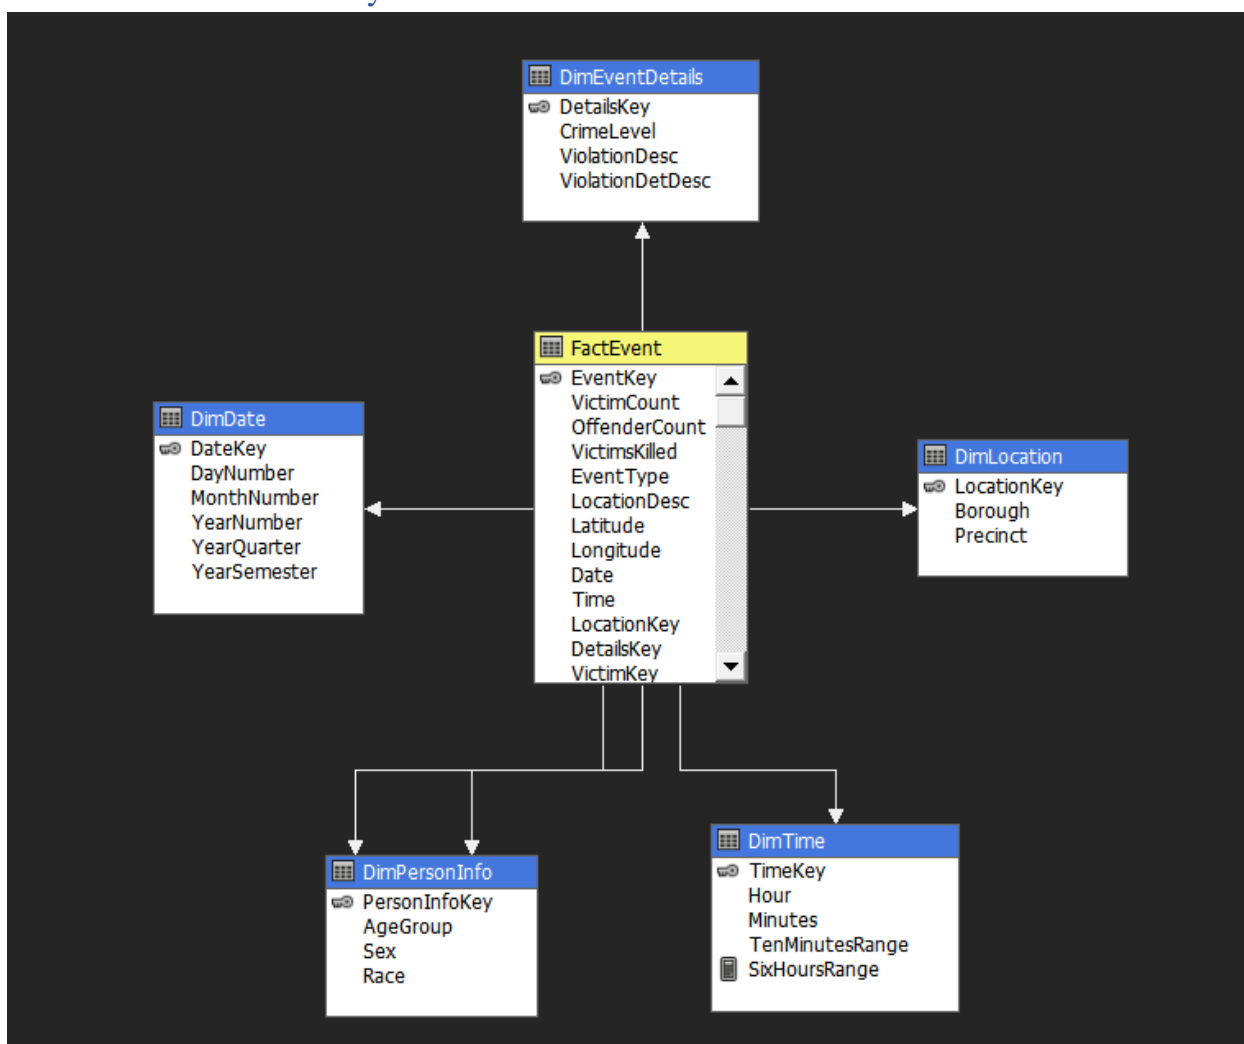 DimEventDetails
DetailsKey
CrimeLevel
ViolationDesc
ViolationDetDesc
FactEvent
EventKey
VictimCount
OffenderCount
VictimsKilled
EventType
LocationDesc
Latitude
Longitude
Date
Time
LocationKey
DetailsKey
VictimKey
DimDate
DateKey
DayNumber
MonthNumber
YearNumber
YearQuarter
YearSemester
DimLocation
LocationKey
Borough
Precinct
DimPersonInfo
PersonInfoKey
AgeGroup
Sex
Race
DimTime
TimeKey
Hour
Minutes
TenMinutesRange
SixHoursRange